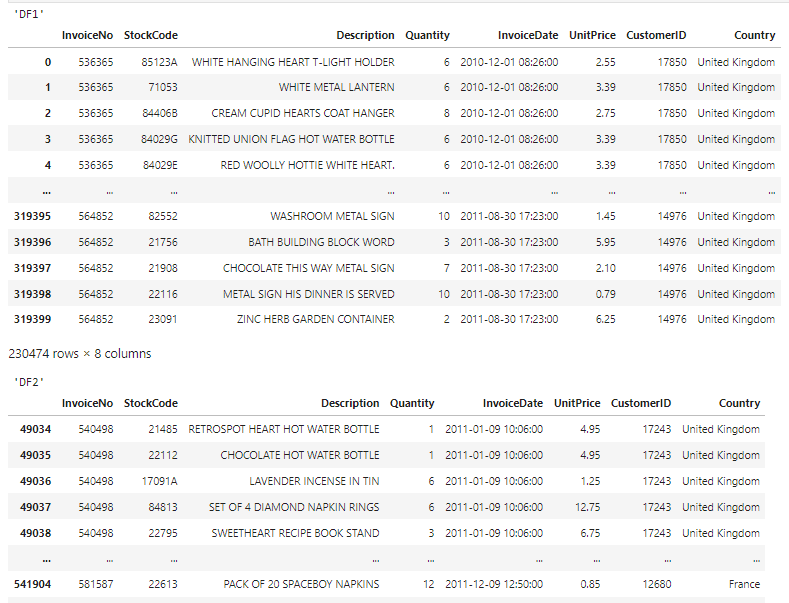 'DF1'
InvoiceNo StockCode Description Quantity InvoiceDate UnitPrice CustomerID Country
0 536365 85123A WHITE HANGING HEART T-LIGHT HOLDER 6 2010-12-01 08:26:00 2.55 17850 United Kingdom
1 536365 71053 WHITE METAL LANTERN 6 2010-12-01 08:26:00 3.39 17850 United Kingdom
2 536365 84406B CREAM CUPID HEARTS COAT HANGER 8 2010-12-01 08:26:00 2.75 17850 United Kingdom
3 536365 84029G KNITTED UNION FLAG HOT WATER BOTTLE 6 2010-12-01 08:26:00 3.39 17850 United Kingdom
4 536365 84029E RED WOOLLY HOTTIE WHITE HEART. 6 2010-12-01 08:26:00 3.39 17850 United Kingdom
... ... ... ... ... ... ... ... ...
319395 564852 82552 WASHROOM METAL SIGN 10 2011-08-30 17:23:00 1.45 14976 United Kingdom
319396 564852 21756 BATH BUILDING BLOCK WORD 3 2011-08-30 17:23:00 5.95 14976 United Kingdom
319397 564852 21908 CHOCOLATE THIS WAY METAL SIGN 7 2011-08-30 17:23:00 2.10 14976 United Kingdom
319398 564852 22116 METAL SIGN HIS DINNER IS SERVED 10 2011-08-30 17:23:00 0.79 14976 United Kingdom
319399 564852 23091 ZINC HERB GARDEN CONTAINER 2 2011-08-30 17:23:00 6.25 14976 United Kingdom
230474 rows × 8 columns
'DF2'
InvoiceNo StockCode Description Quantity InvoiceDate UnitPrice CustomerID Country
49034 540498 21485 RETROSPOT HEART HOT WATER BOTTLE 1 2011-01-09 10:06:00 4.95 17243 United Kingdom
49035 540498 22112 CHOCOLATE HOT WATER BOTTLE 1 2011-01-09 10:06:00 4.95 17243 United Kingdom
49036 540498 17091A LAVENDER INCENSE IN TIN 6 2011-01-09 10:06:00 1.25 17243 United Kingdom
49037 540498 84813 SET OF 4 DIAMOND NAPKIN RINGS 6 2011-01-09 10:06:00 12.75 17243 United Kingdom
49038 540498 22795 SWEETHEART RECIPE BOOK STAND 3 2011-01-09 10:06:00 6.75 17243 United Kingdom
... ... ... ... ... ... ... ... ...
541904 581587 22613 PACK OF 20 SPACEBOY NAPKINS 12 2011-12-09 12:50:00 0.85 12680 France